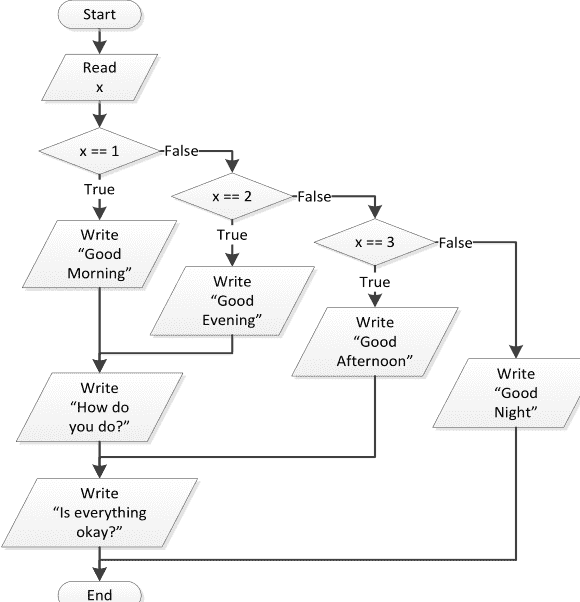 Start
Read
x
x == 1
False
True
x == 2
False
True
x == 3
False
True
Write
“Good
Morning”
Write
“Good
Evening”
Write
“Good
Afternoon”
Write
“Good
Night”
Write
“How do
you do?”
Write
“Is everything
okay?”
End